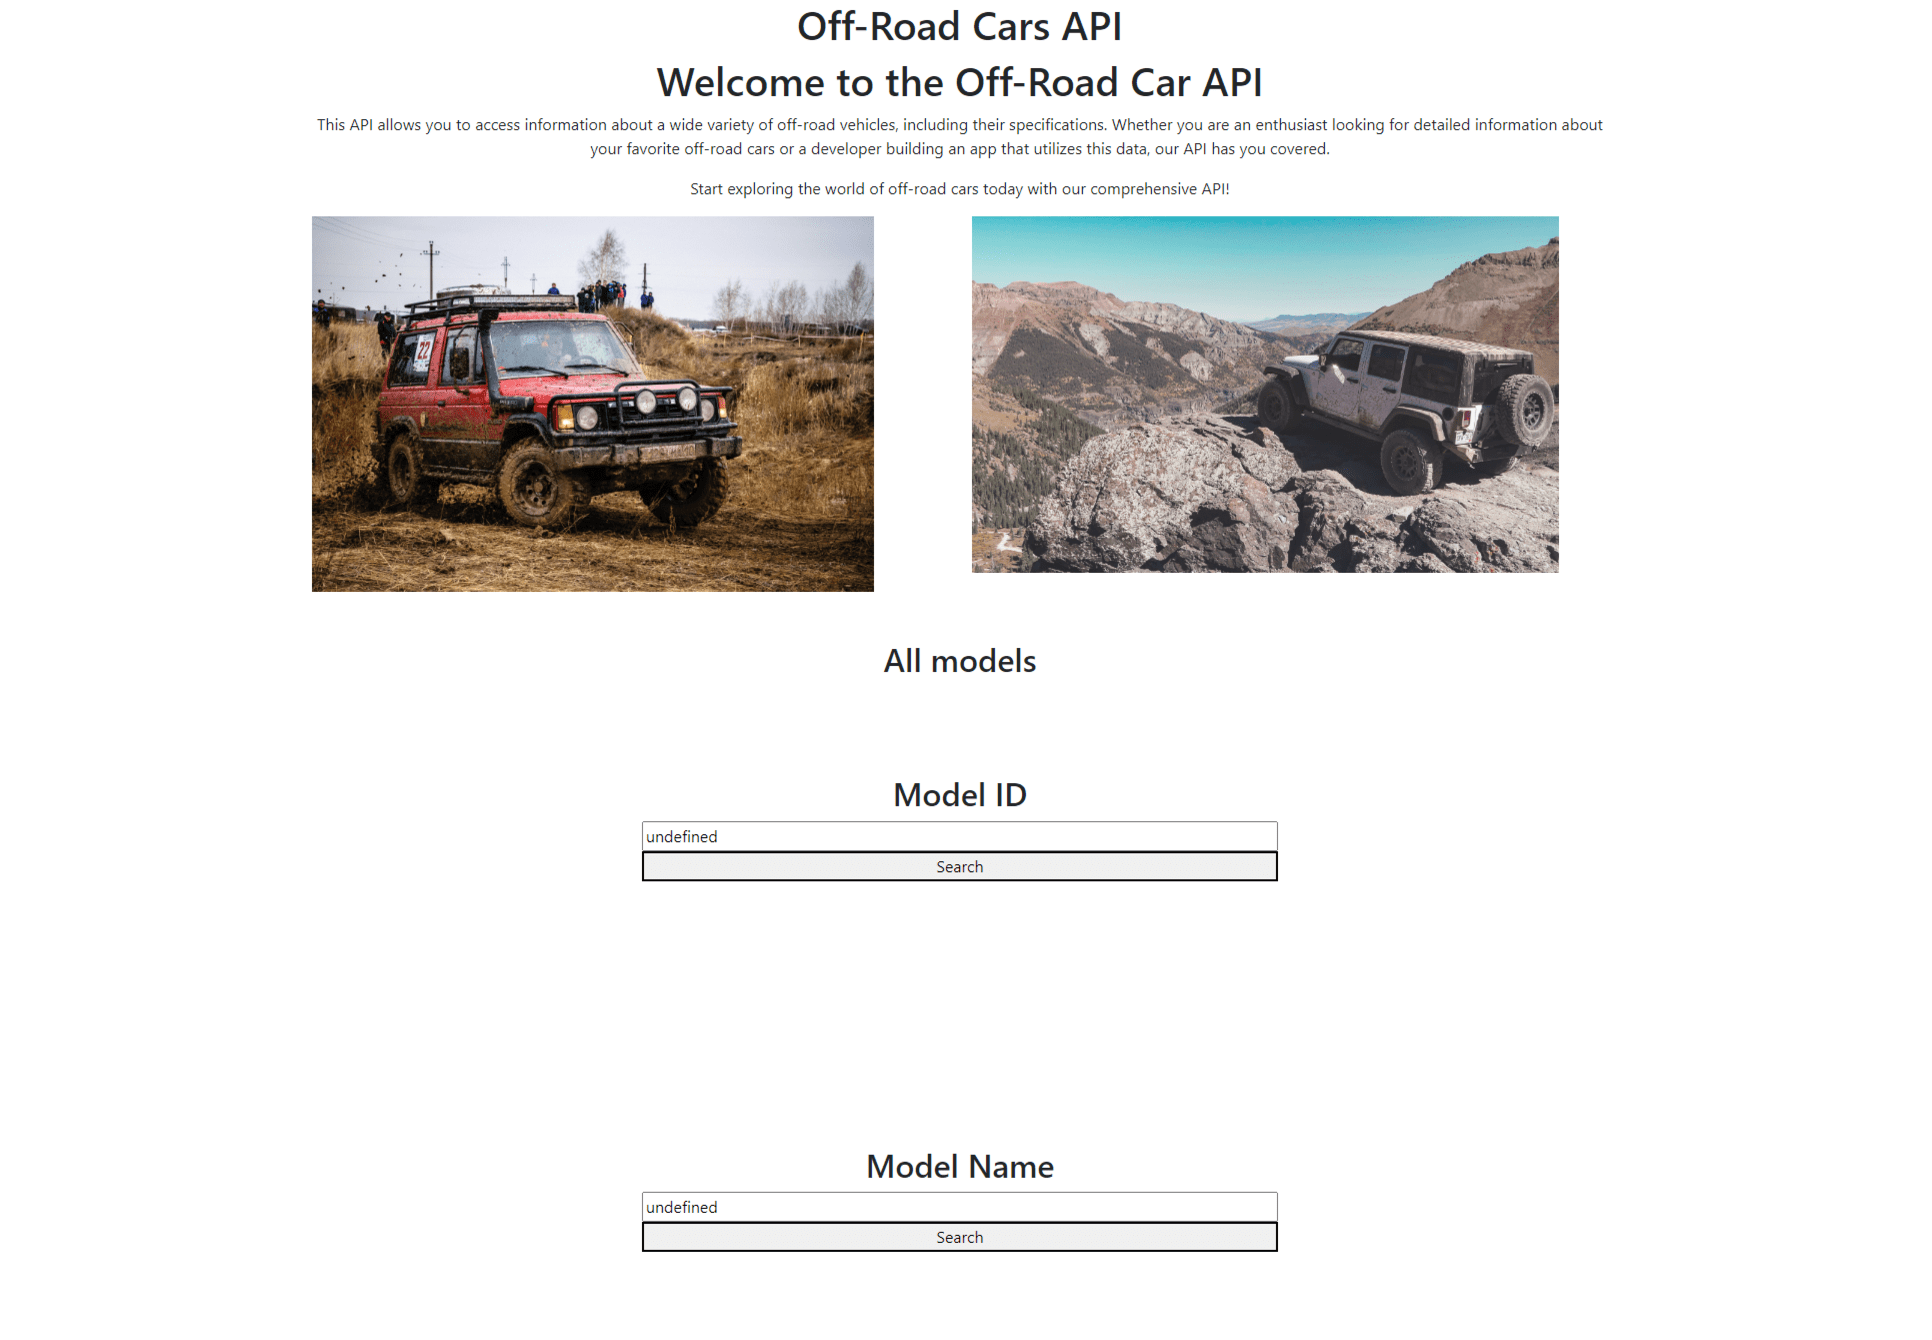 Off-Road Cars API
Welcome to the Off-Road Car API
This API allows you to access information about a wide variety of off-road vehicles, including their specifications. Whether you are an enthusiast looking for detailed information about
your favorite off-road cars or a developer building an app that utilizes this data, our API has you covered.
Start exploring the world of off-road cars today with our comprehensive API!
22
All models
Model ID
undefined
Search
Model Name
undefined
Search